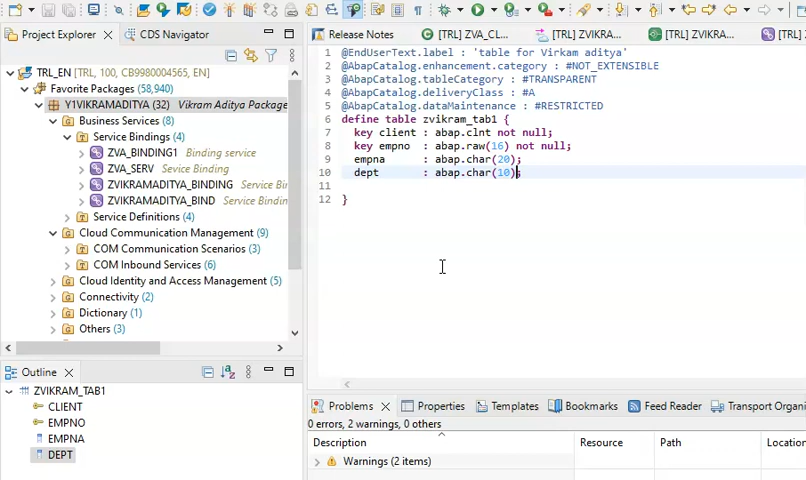 Project Explorer
CDS Navigator
TRL_EN [TRL, 100, CB9980004565, EN]
Favorite Packages (58,940)
Y1VIKRAMADITYA (32) Vikram Aditya Package
Business Services (8)
Service Bindings (4)
ZVA_BINDING1 Binding service
ZVA_SERV Sevice Binding
ZVIKRAMADITYA_BINDING Service
ZVIKRAMADITYA_BIND Service Bindin
Service Definitions (4)
Cloud Communication Management (9)
COM Communication Scenarios (3)
COM Inbound Services (6)
Cloud Identity and Access Management (5)
Connectivity (2)
Dictionary (1)
Others (3)
Outline
ZVIKRAM_TAB1
CLIENT
EMPNO
EMPNA
DEPT
Release Notes
[TRL] ZVA_CL...
[TRL] ZVIKRA...
[TRL] ZVIKRA...
[TRL] ZVI
1 @EndUserText.label : 'table for Virkam aditya'
2 @AbapCatalog.enhancement.category : #NOT_EXTENSIBLE
3 @AbapCatalog.tableCategory : #TRANSPARENT
4 @AbapCatalog.deliveryClass : #A
5 @AbapCatalog.dataMaintenance : #RESTRICTED
6 define table zvikram_tab1 {
7 key client : abap.clnt not null;
8 key empno : abap.raw(16) not null;
9 empna : abap.char(20);
10 dept : abap.char(10);
11
12 }
Problems
Properties
Templates
Bookmarks
Feed Reader
Transport Organi
0 errors, 2 warnings, 0 others
Description Resource Path Location
Warnings (2 items)